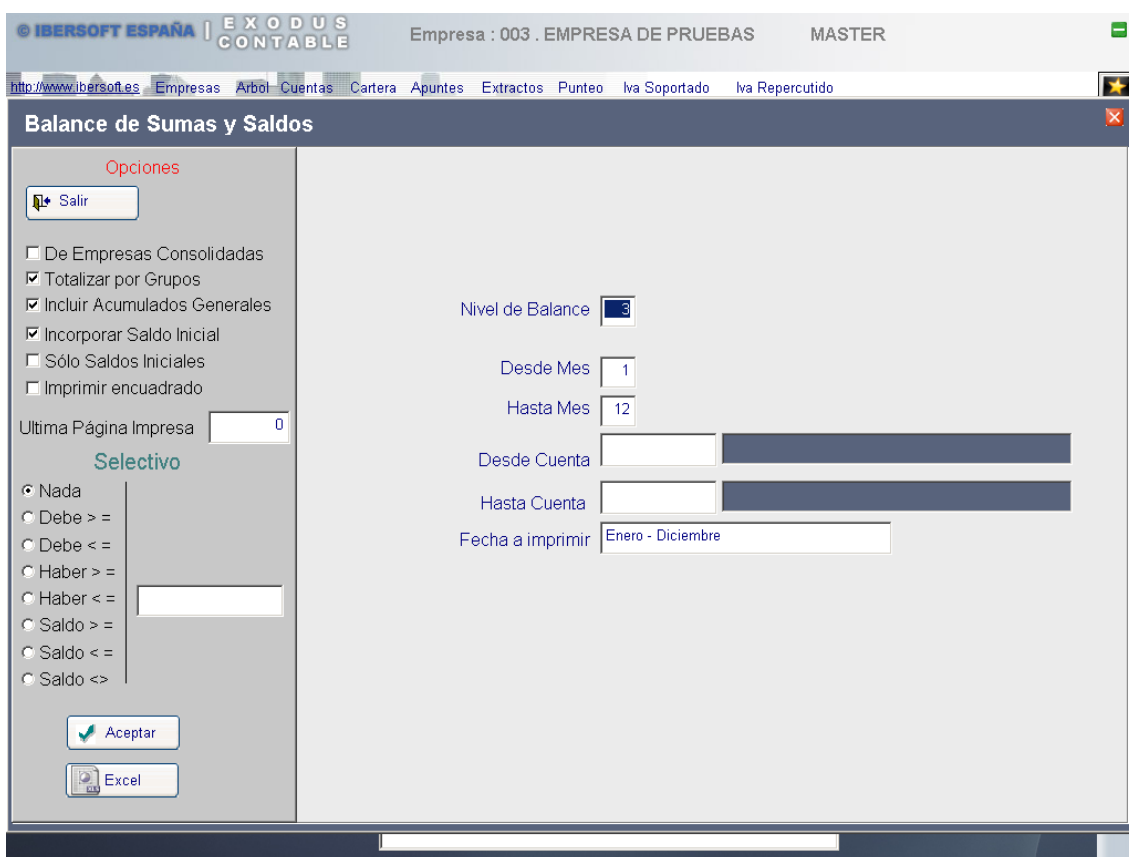 © IBERSOFT ESPAÑA | EXODUS CONTABLE Empresa : 003 . EMPRESA DE PRUEBAS MASTER
http://www.ibersoft.es Empresas Arbol Cuentas Cartera Apuntes Extractos Punteo Iva Soportado Iva Repercutido
Balance de Sumas y Saldos
Opciones
Salir
De Empresas Consolidadas
Totalizar por Grupos
Incluir Acumulados Generales
Incorporar Saldo Inicial
Sólo Saldos Iniciales
Imprimir encuadrado
Ultima Página Impresa 0
Selectivo
Nada
Debe > =
Debe < =
Haber > =
Haber < =
Saldo > =
Saldo < =
Saldo <>
Aceptar
Excel
Nivel de Balance 3
Desde Mes 1
Hasta Mes 12
Desde Cuenta
Hasta Cuenta
Fecha a imprimir Enero - Diciembre